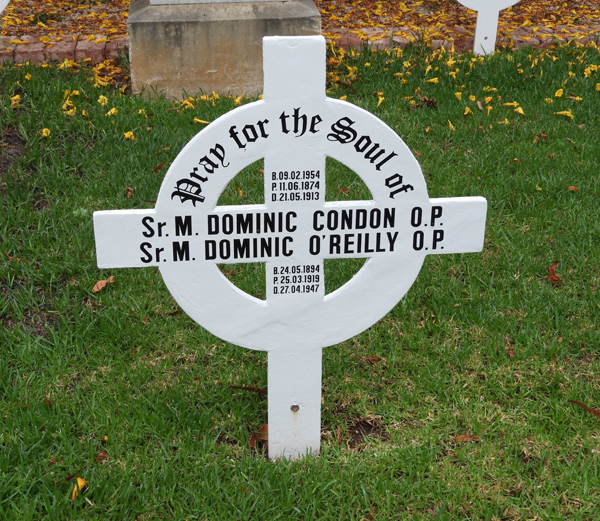 Pray for the Soul of
B.09.02.1954
P.11.06.1874
D.21.05.1913
Sr. M. DOMINIC CONDON O.P.
Sr. M. DOMINIC O'REILLY O.P.
B.24.05.1894
P.25.03.1919
D.27.04.1947